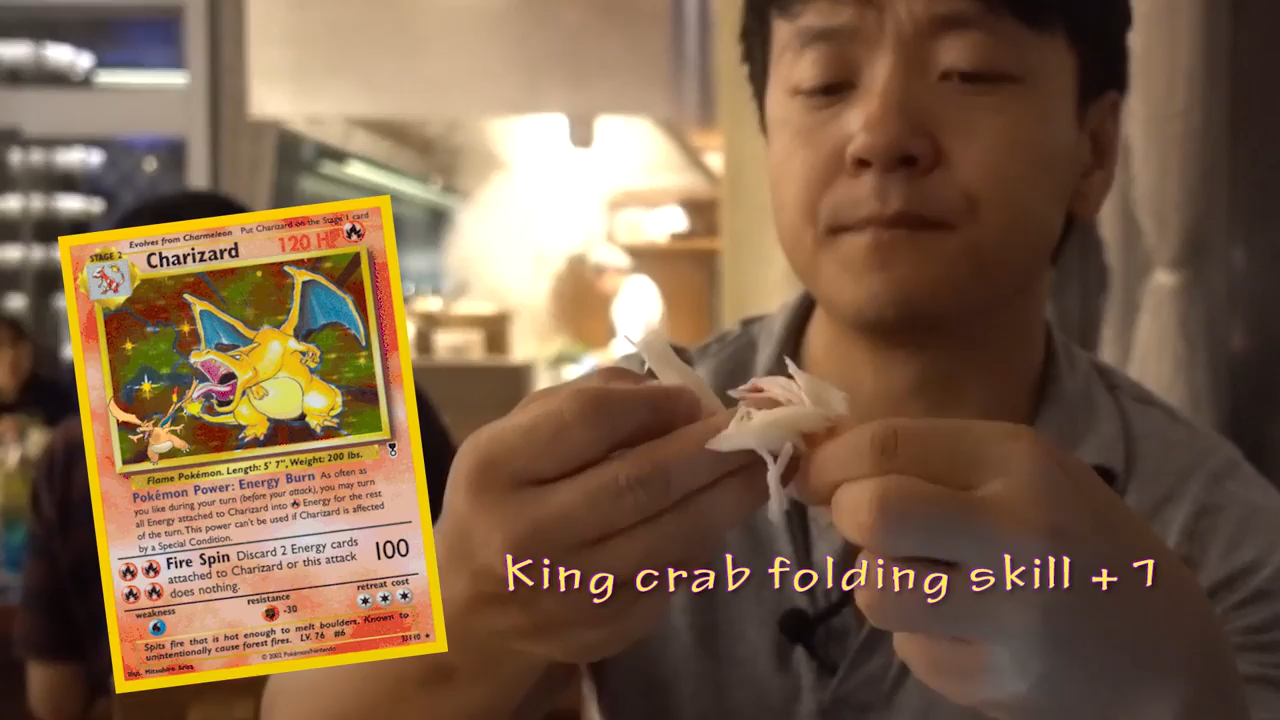 Evolves from Charmeleon Put Charizard on the Stage 1 card
STAGE 2
Charizard 120 HP
Flame Pokémon. Length: 5' 7", Weight: 200 lbs.
Pokémon Power: Energy Burn As often as
you like during your turn (before your attack), you may turn
all Energy attached to Charizard into Energy for the rest
of the turn. This power can't be used if Charizard is affected
by a Special Condition.
Fire Spin Discard 2 Energy cards
attached to Charizard or this attack
does nothing.
100
weakness resistance retreat cost
-30
Spits fire that is hot enough to melt boulders. Known to
unintentionally cause forest fires. LV. 76 #6
Illus. Mitsuhiro Arita
© 2002 Pokémon/Nintendo
King crab folding skill + 7